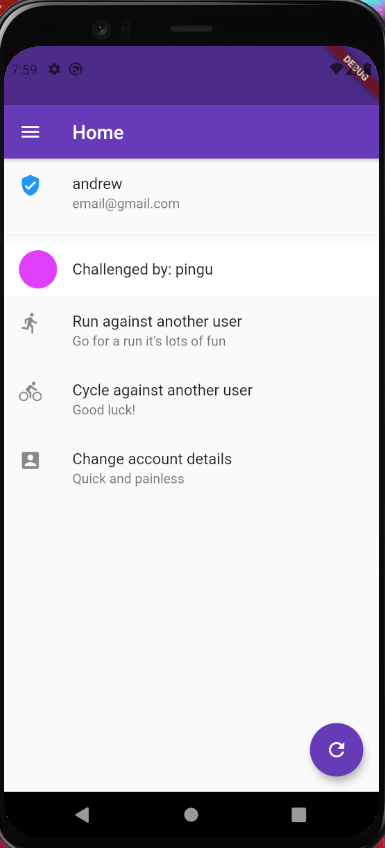 7:59
DEBUG
Home
andrew
email@gmail.com
Challenged by: pingu
Run against another user
Go for a run it's lots of fun
Cycle against another user
Good luck!
Change account details
Quick and painless